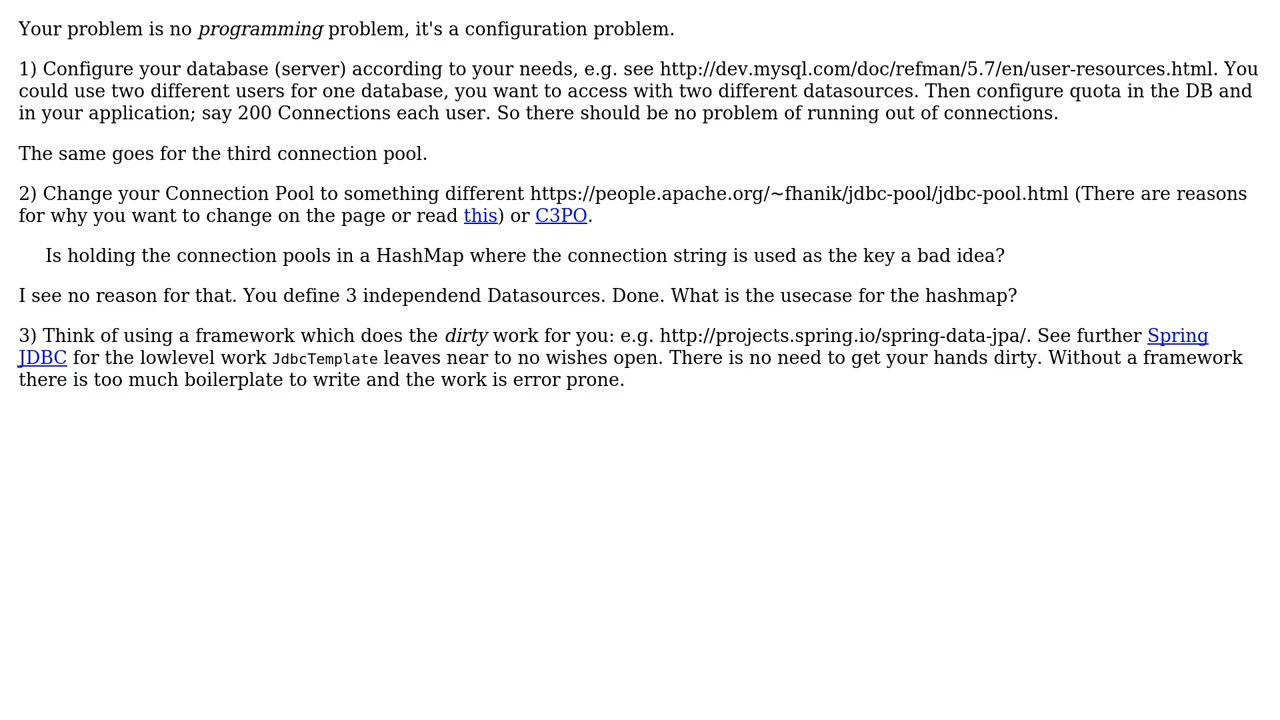 Your problem is no programming problem, it's a configuration problem.
1) Configure your database (server) according to your needs, e.g. see http://dev.mysql.com/doc/refman/5.7/en/user-resources.html. You
could use two different users for one database, you want to access with two different datasources. Then configure quota in the DB and
in your application; say 200 Connections each user. So there should be no problem of running out of connections.
The same goes for the third connection pool.
2) Change your Connection Pool to something different https://people.apache.org/~fhanik/jdbc-pool/jdbc-pool.html (There are reasons
for why you want to change on the page or read this) or C3PO.
Is holding the connection pools in a HashMap where the connection string is used as the key a bad idea?
I see no reason for that. You define 3 independend Datasources. Done. What is the usecase for the hashmap?
3) Think of using a framework which does the dirty work for you: e.g. http://projects.spring.io/spring-data-jpa/. See further Spring
JDBC for the lowlevel work JdbcTemplate leaves near to no wishes open. There is no need to get your hands dirty. Without a framework
there is too much boilerplate to write and the work is error prone.